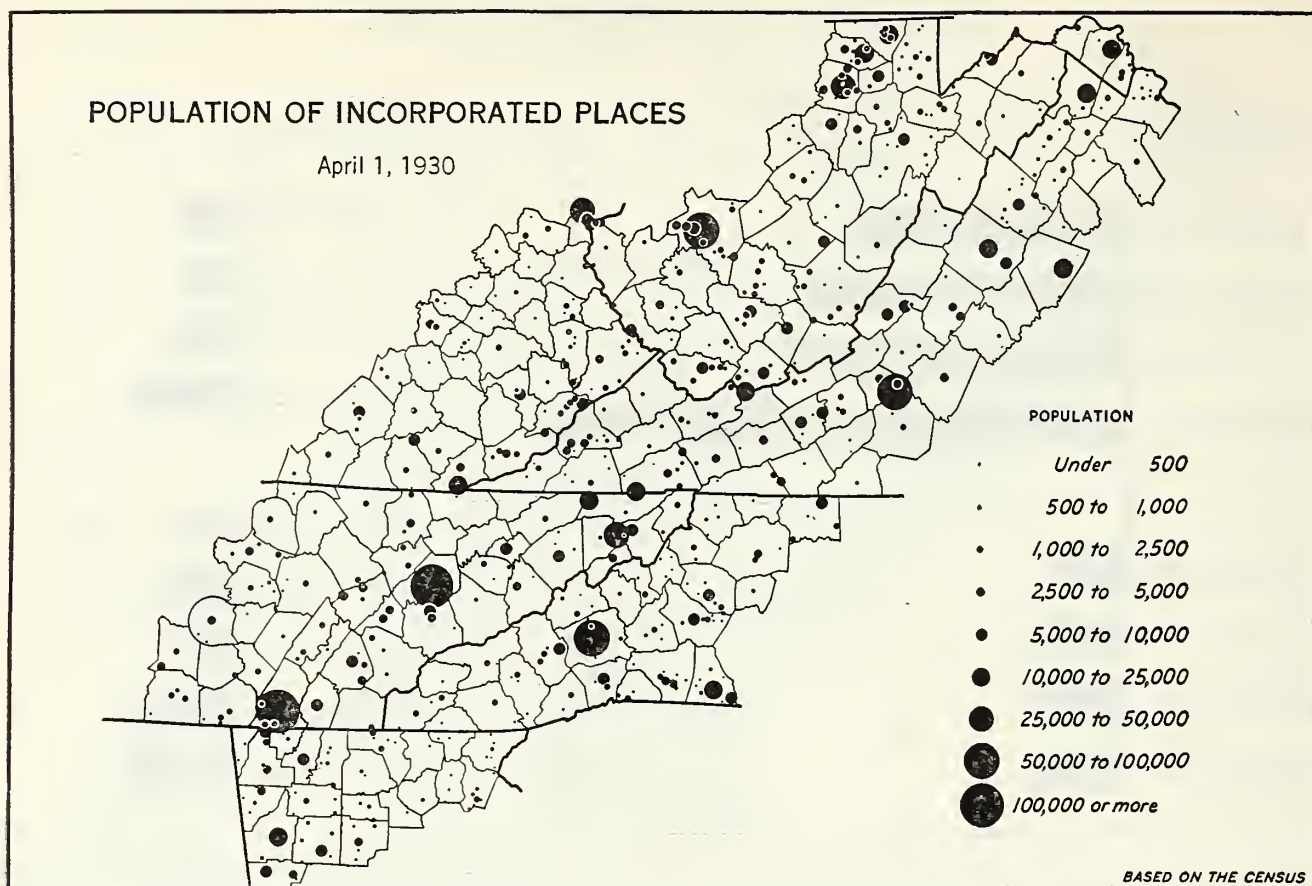 POPULATION OF INCORPORATED PLACES
April 1, 1930
POPULATION
Under 500
500 to 1,000
1,000 to 2,500
2,500 to 5,000
5,000 to 10,000
10,000 to 25,000
25,000 to 50,000
50,000 to 100,000
100,000 or more
BASED ON THE CENSUS